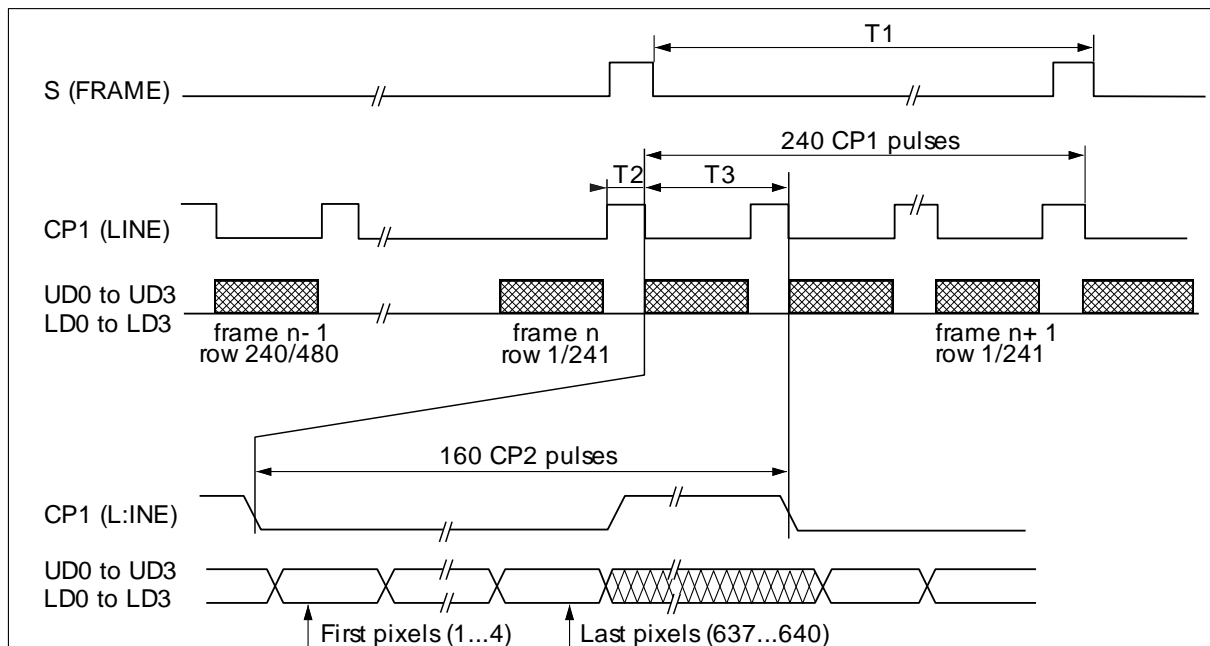 T1
S (FRAME)
240 CP1 pulses
T2
T3
CP1 (LINE)
UD0 to UD3
LD0 to LD3
frame n- 1
row 240/480
frame n
row 1/241
frame n+ 1
row 1/241
160 CP2 pulses
CP1 (L:INE)
UD0 to UD3
LD0 to LD3
First pixels (1...4)
Last pixels (637...640)